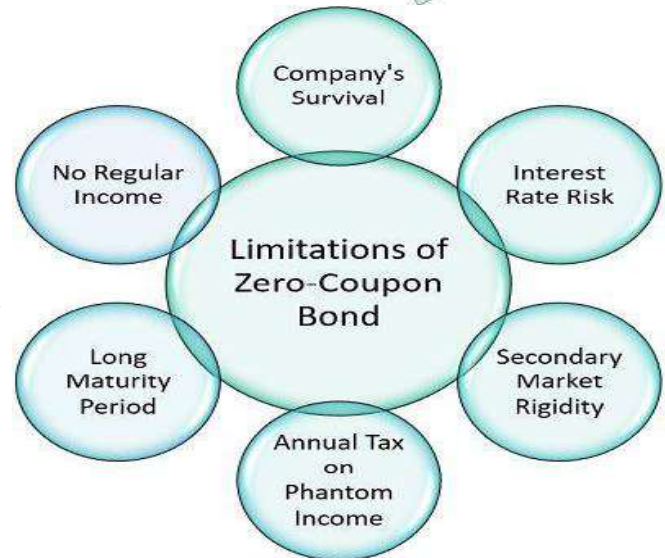 Limitations of
Zero-Coupon
Bond
Company's
Survival
Interest
Rate Risk
Secondary
Market
Rigidity
Annual Tax
on
Phantom
Income
Long
Maturity
Period
No Regular
Income